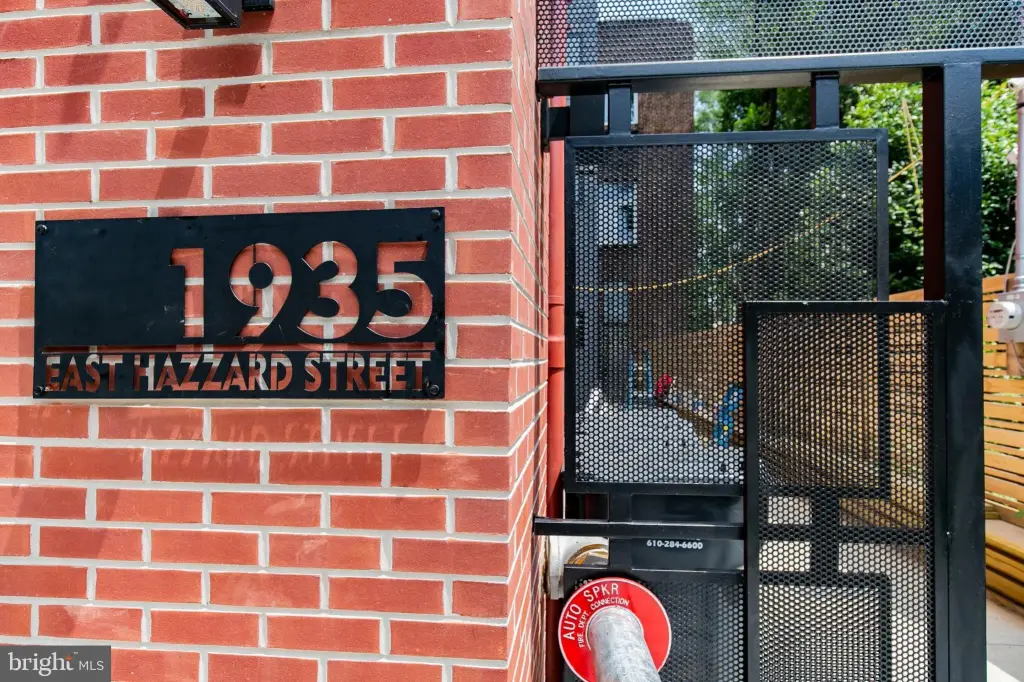 1935
EAST HAZZARD STREET
610-284-6600
AUTO SPKR
FIRE DEPT. CONNECTION
bright MLS